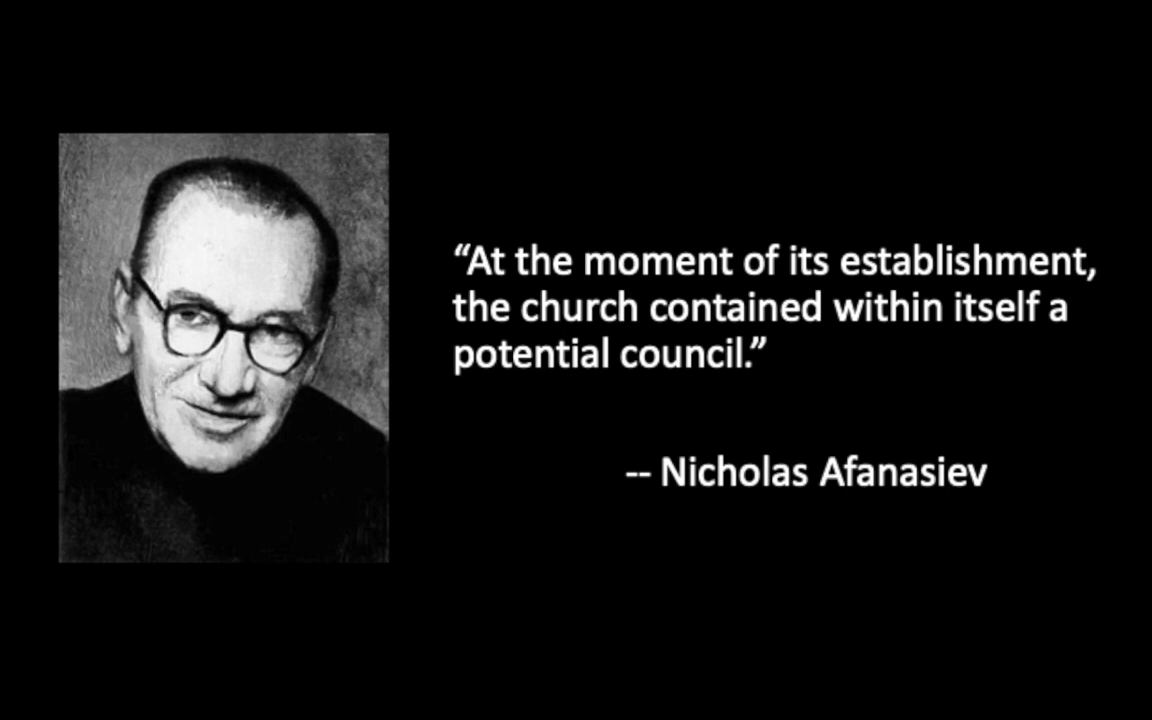 “At the moment of its establishment,
the church contained within itself a
potential council.”
-- Nicholas Afanasiev